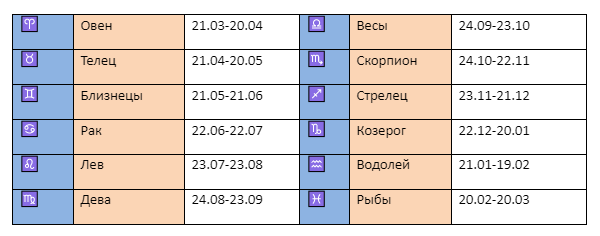 ♈ Овен 21.03-20.04 ♎ Весы 24.09-23.10
♉ Телец 21.04-20.05 ♏ Скорпион 24.10-22.11
♊ Близнецы 21.05-21.06 ♐ Стрелец 23.11-21.12
♋ Рак 22.06-22.07 ♑ Козерог 22.12-20.01
♌ Лев 23.07-23.08 ♒ Водолей 21.01-19.02
♍ Дева 24.08-23.09 ♓ Рыбы 20.02-20.03